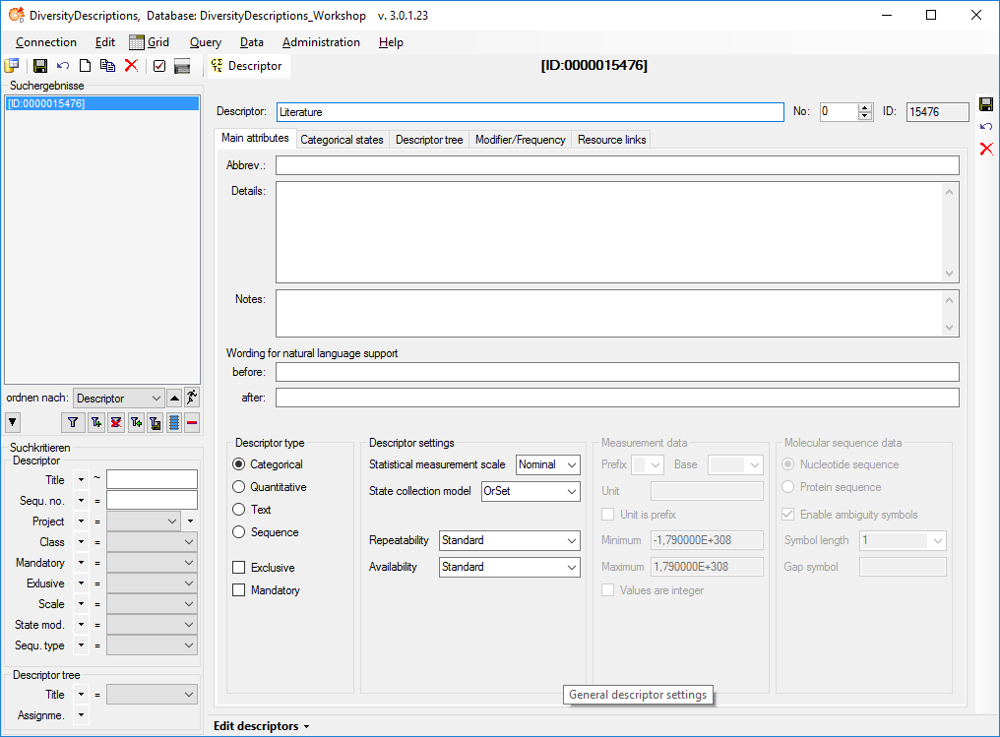 DiversityDescriptions, Database: DiversityDescriptions_Workshop v. 3.0.1.23
Connection Edit Grid Query Data Administration Help
Descriptor [ID:0000015476]
Suchergebnisse
[ID:0000015476]
Descriptor: Literature No: 0 ID: 15476
Main attributes Categorical states Descriptor tree Modifier/Frequency Resource links
Abbrev.:
Details:
Notes:
Wording for natural language support
before:
after:
ordnen nach: Descriptor
Suchkritieren
Descriptor
Title ~
Sequ. no. =
Project =
Class =
Mandatory =
Exlusive =
Scale =
State mod. =
Sequ. type =
Descriptor tree
Title =
Assignme.
Descriptor type
Categorical
Quantitative
Text
Sequence
Exclusive
Mandatory
Descriptor settings
Statistical measurement scale Nominal
State collection model OrSet
Repeatability Standard
Availability Standard
Measurement data
Prefix Base
Unit
Unit is prefix
Minimum -1,790000E+308
Maximum 1,790000E+308
Values are integer
Molecular sequence data
Nucleotide sequence
Protein sequence
Enable ambiguity symbols
Symbol length 1
Gap symbol
General descriptor settings
Edit descriptors